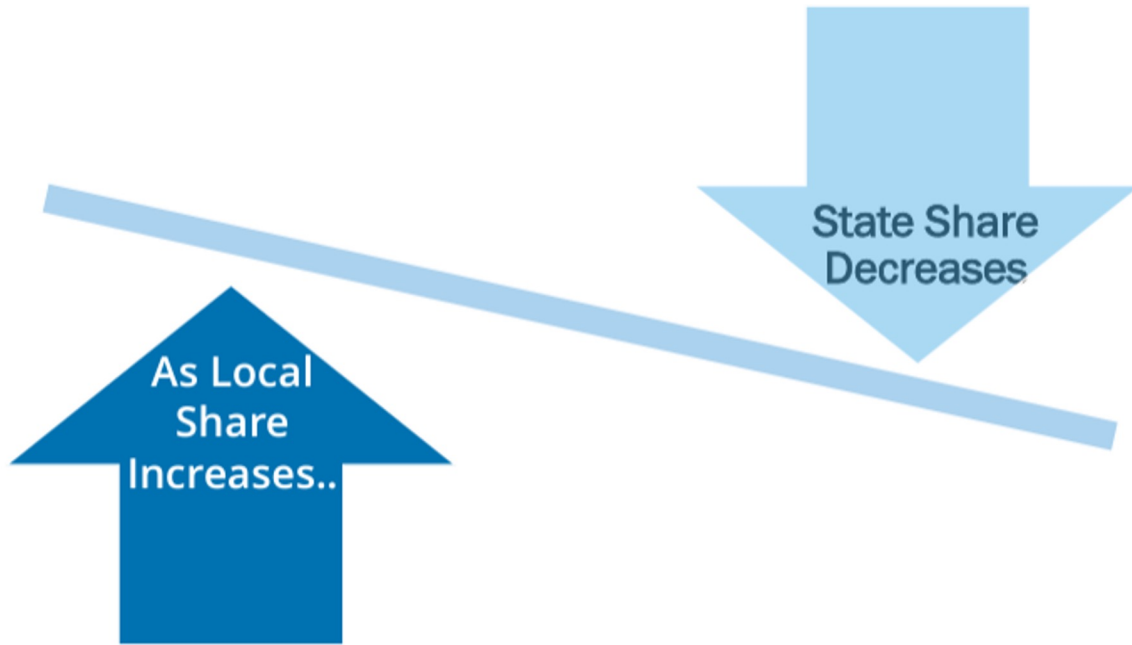 As Local
Share
Increases..
State Share
Decreases